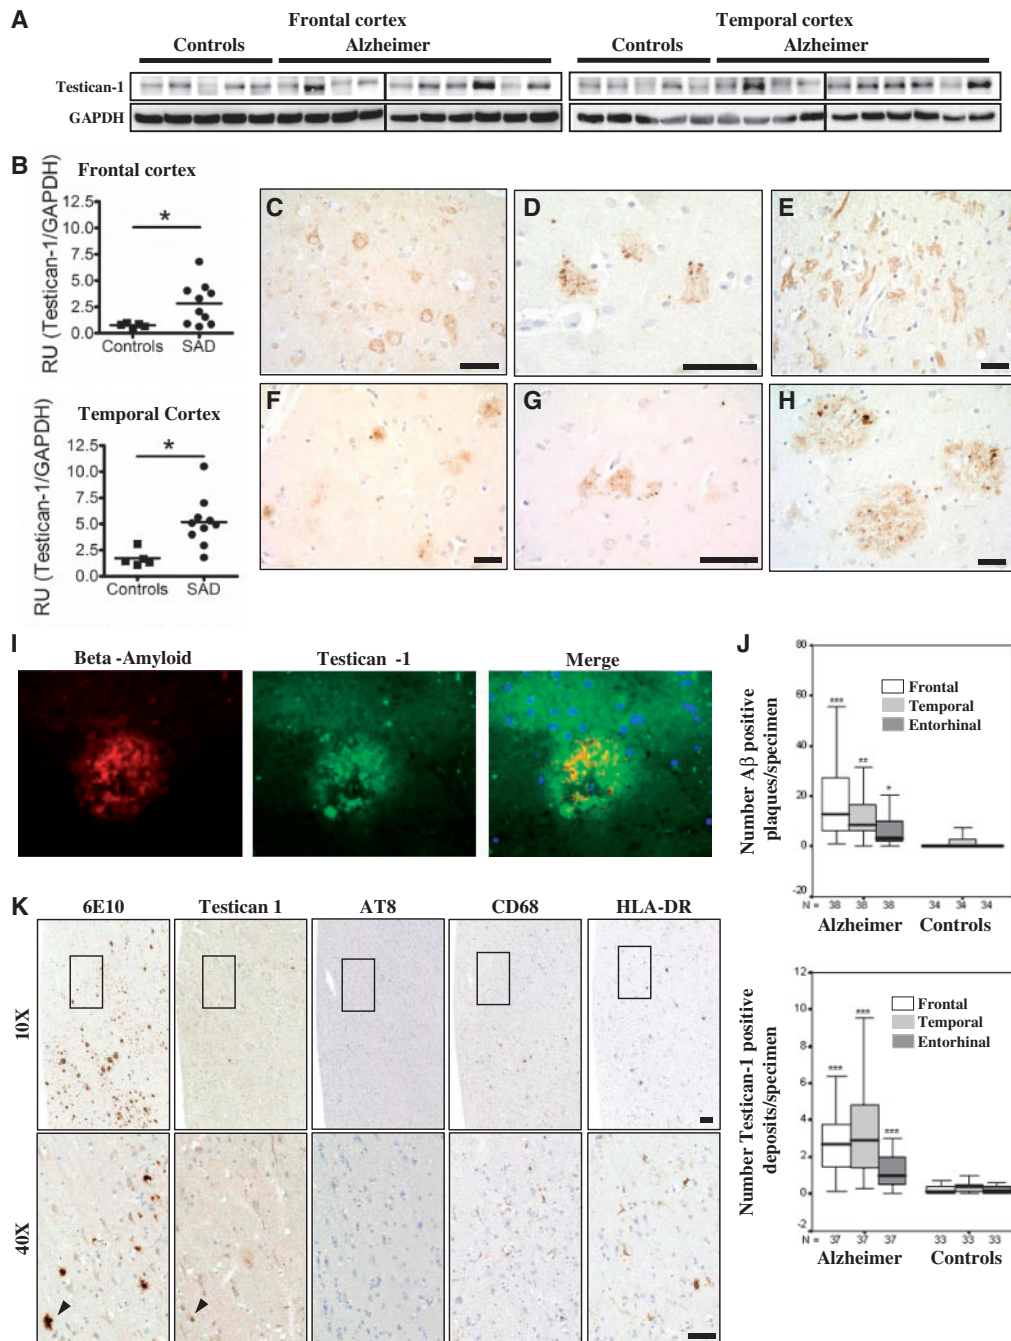 A
Frontal cortex
Temporal cortex
Controls
Alzheimer
Controls
Alzheimer
Testican-1
GAPDH
B
Frontal cortex
RU (Testican-1/GAPDH)
12.5
10.0
7.5
5.0
2.5
0.0
*
Controls
SAD
Temporal Cortex
RU (Testican-1/GAPDH)
12.5
10.0
7.5
5.0
2.5
0.0
*
Controls
SAD
C
D
E
F
G
H
I
Beta -Amyloid
Testican -1
Merge
J
Number Aβ positive
plaques/specimen
80
60
40
20
0
-20
Frontal
Temporal
Entorhinal
***
**
*
N = 38 38 38 34 34 34
Alzheimer
Controls
Number Testican-1 positive
deposits/specimen
12
10
8
6
4
2
0
-2
Frontal
Temporal
Entorhinal
***
***
***
N = 37 37 37 33 33 33
Alzheimer
Controls
K
6E10
Testican 1
AT8
CD68
HLA-DR
10X
40X